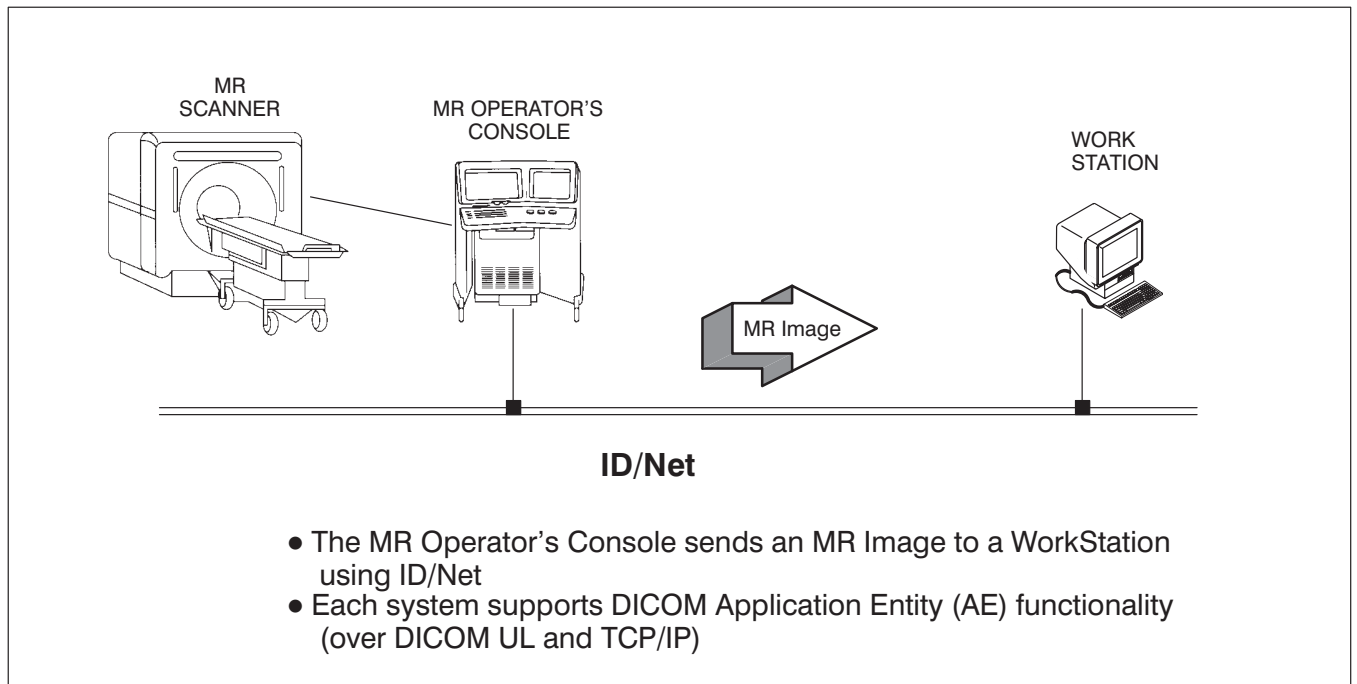 MR
SCANNER
MR OPERATOR'S
CONSOLE
WORK
STATION
MR Image
ID/Net
● The MR Operator's Console sends an MR Image to a WorkStation
using ID/Net
● Each system supports DICOM Application Entity (AE) functionality
(over DICOM UL and TCP/IP)